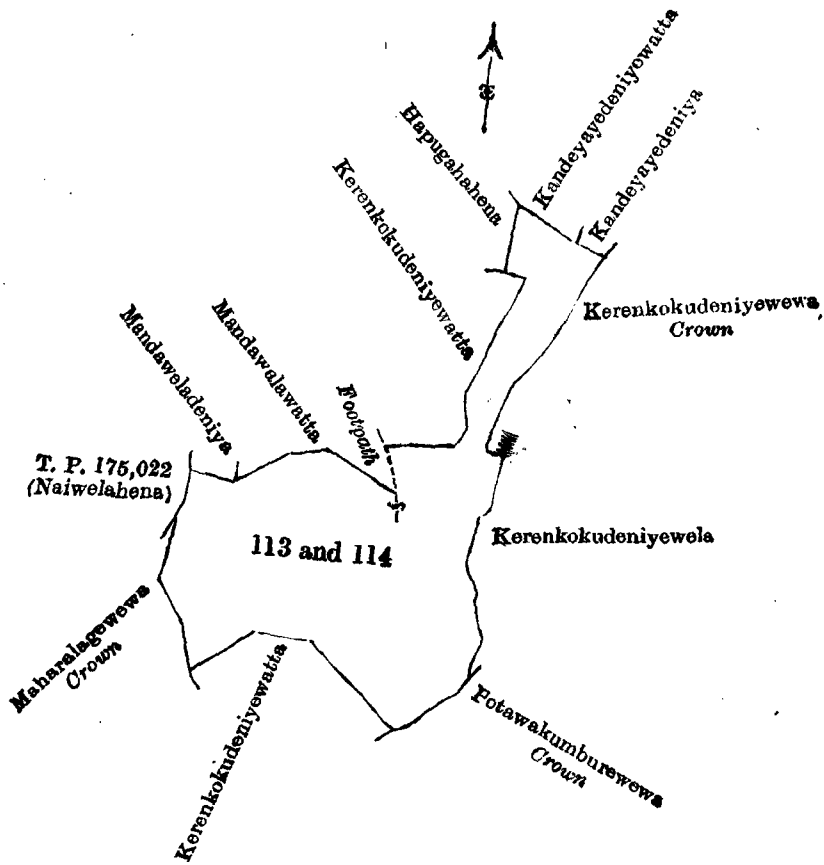 Kandeyayedeniyewatta
Hapugahahena
Kandeyayedeniya
Kerenkokudeniyewatta
Kerenkokudeniyewewa
Crown
Mandaweladeniya
Mandawalawatta
Footpath
T. P. 175,022
(Naiwelahena)
113 and 114
Kerenkokudeniyewela
Maharalagewewa
Crown
Kerenkokudeniyewatta
Potawakumburewewa
Crown